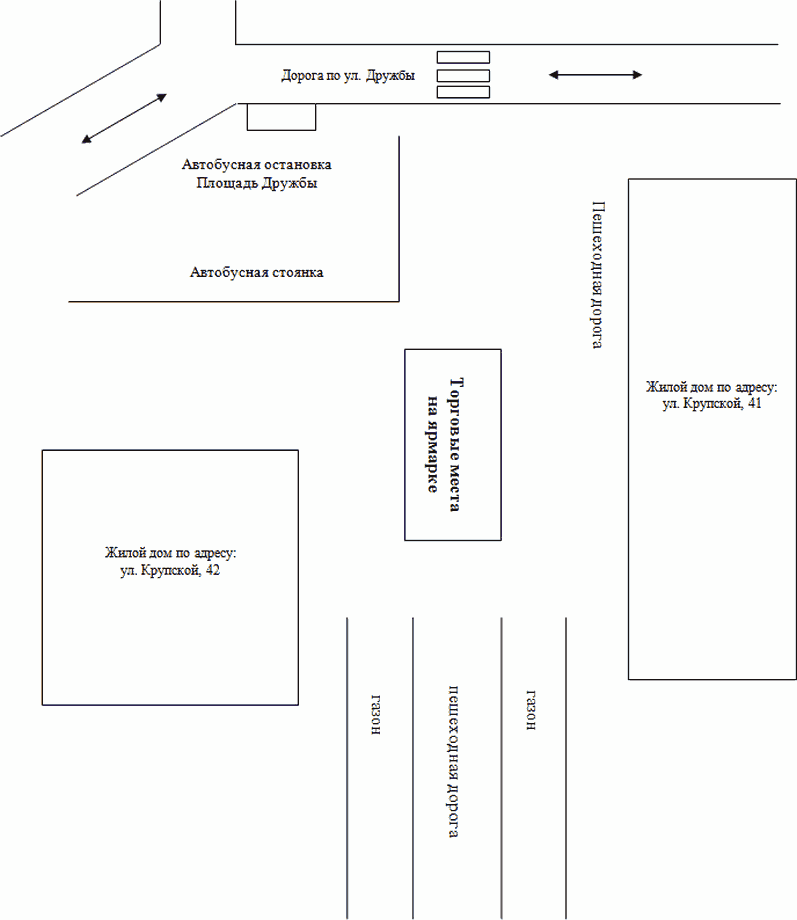 Дорога по ул. Дружбы
Автобусная остановка
Площадь Дружбы
Автобусная стоянка
Пешеходная дорога
Жилой дом по адресу:
ул. Крупской, 41
Торговые места
на ярмарке
Жилой дом по адресу:
ул. Крупской, 42
газон
пешеходная дорога
газон